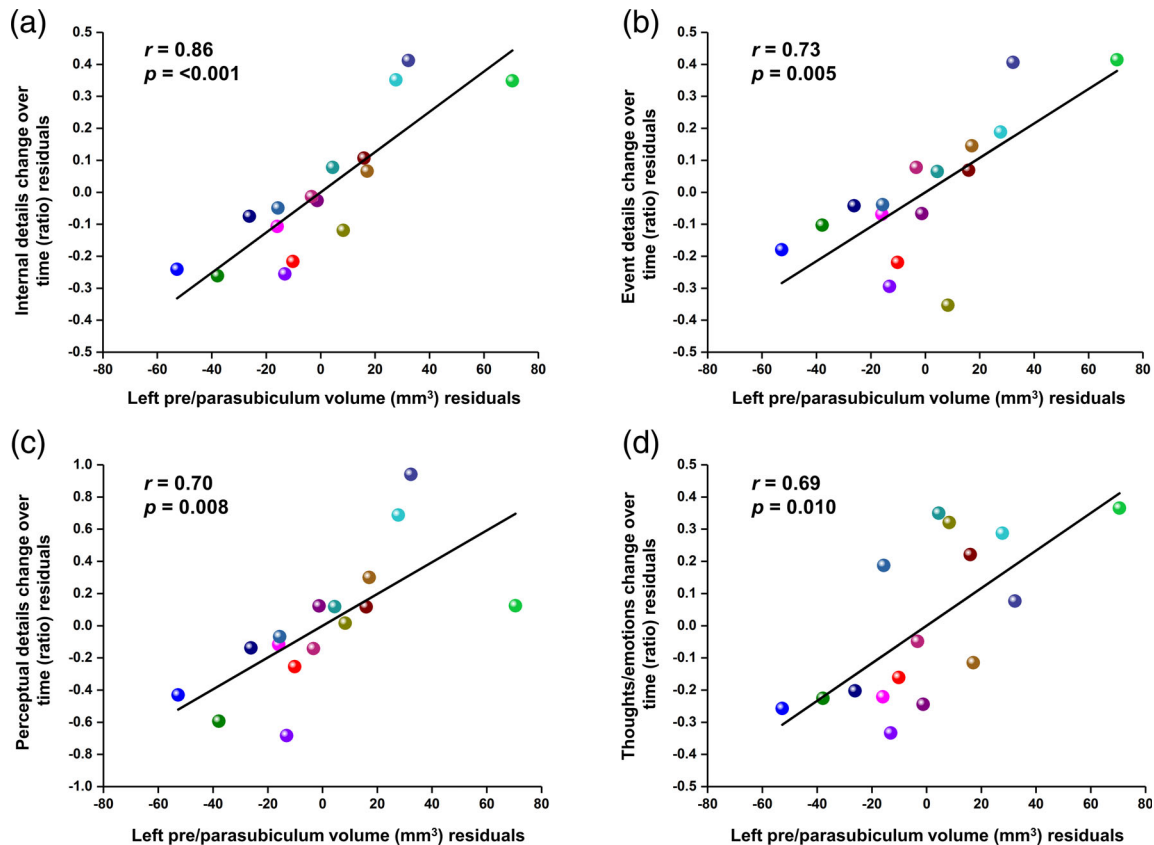 (a)
r = 0.86
p = <0.001
Internal details change over
time (ratio) residuals
0.5
0.4
0.3
0.2
0.1
0.0
-0.1
-0.2
-0.3
-0.4
-0.5
-80 -60 -40 -20 0 20 40 60 80
Left pre/parasubiculum volume (mm³) residuals
(b)
r = 0.73
p = 0.005
Event details change over
time (ratio) residuals
0.5
0.4
0.3
0.2
0.1
0.0
-0.1
-0.2
-0.3
-0.4
-0.5
-80 -60 -40 -20 0 20 40 60 80
Left pre/parasubiculum volume (mm³) residuals
(c)
r = 0.70
p = 0.008
Perceptual details change over
time (ratio) residuals
1.0
0.8
0.6
0.4
0.2
0.0
-0.2
-0.4
-0.6
-0.8
-1.0
-80 -60 -40 -20 0 20 40 60 80
Left pre/parasubiculum volume (mm³) residuals
(d)
r = 0.69
p = 0.010
Thoughts/emotions change over
time (ratio) residuals
0.5
0.4
0.3
0.2
0.1
0.0
-0.1
-0.2
-0.3
-0.4
-0.5
-80 -60 -40 -20 0 20 40 60 80
Left pre/parasubiculum volume (mm³) residuals